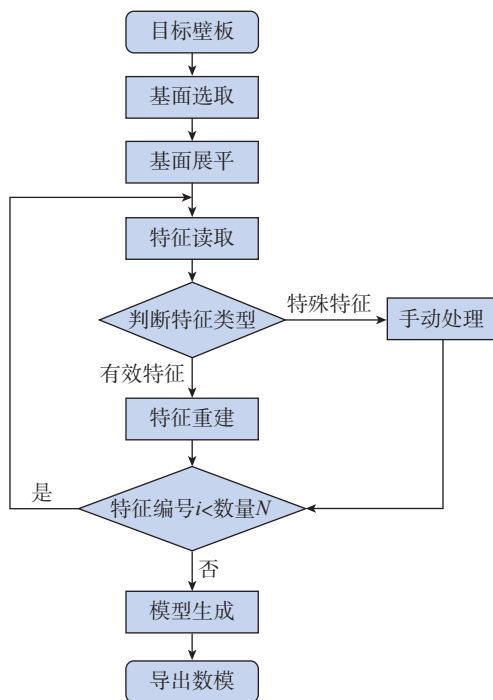 目标壁板
基面选取
基面展平
特征读取
判断特征类型
特殊特征
手动处理
有效特征
特征重建
是
特征编号i<数量N
否
模型生成
导出数模